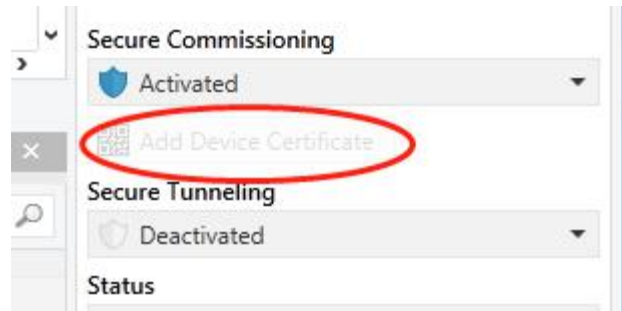 Secure Commissioning
Activated
Add Device Certificate
Secure Tunneling
Deactivated
Status